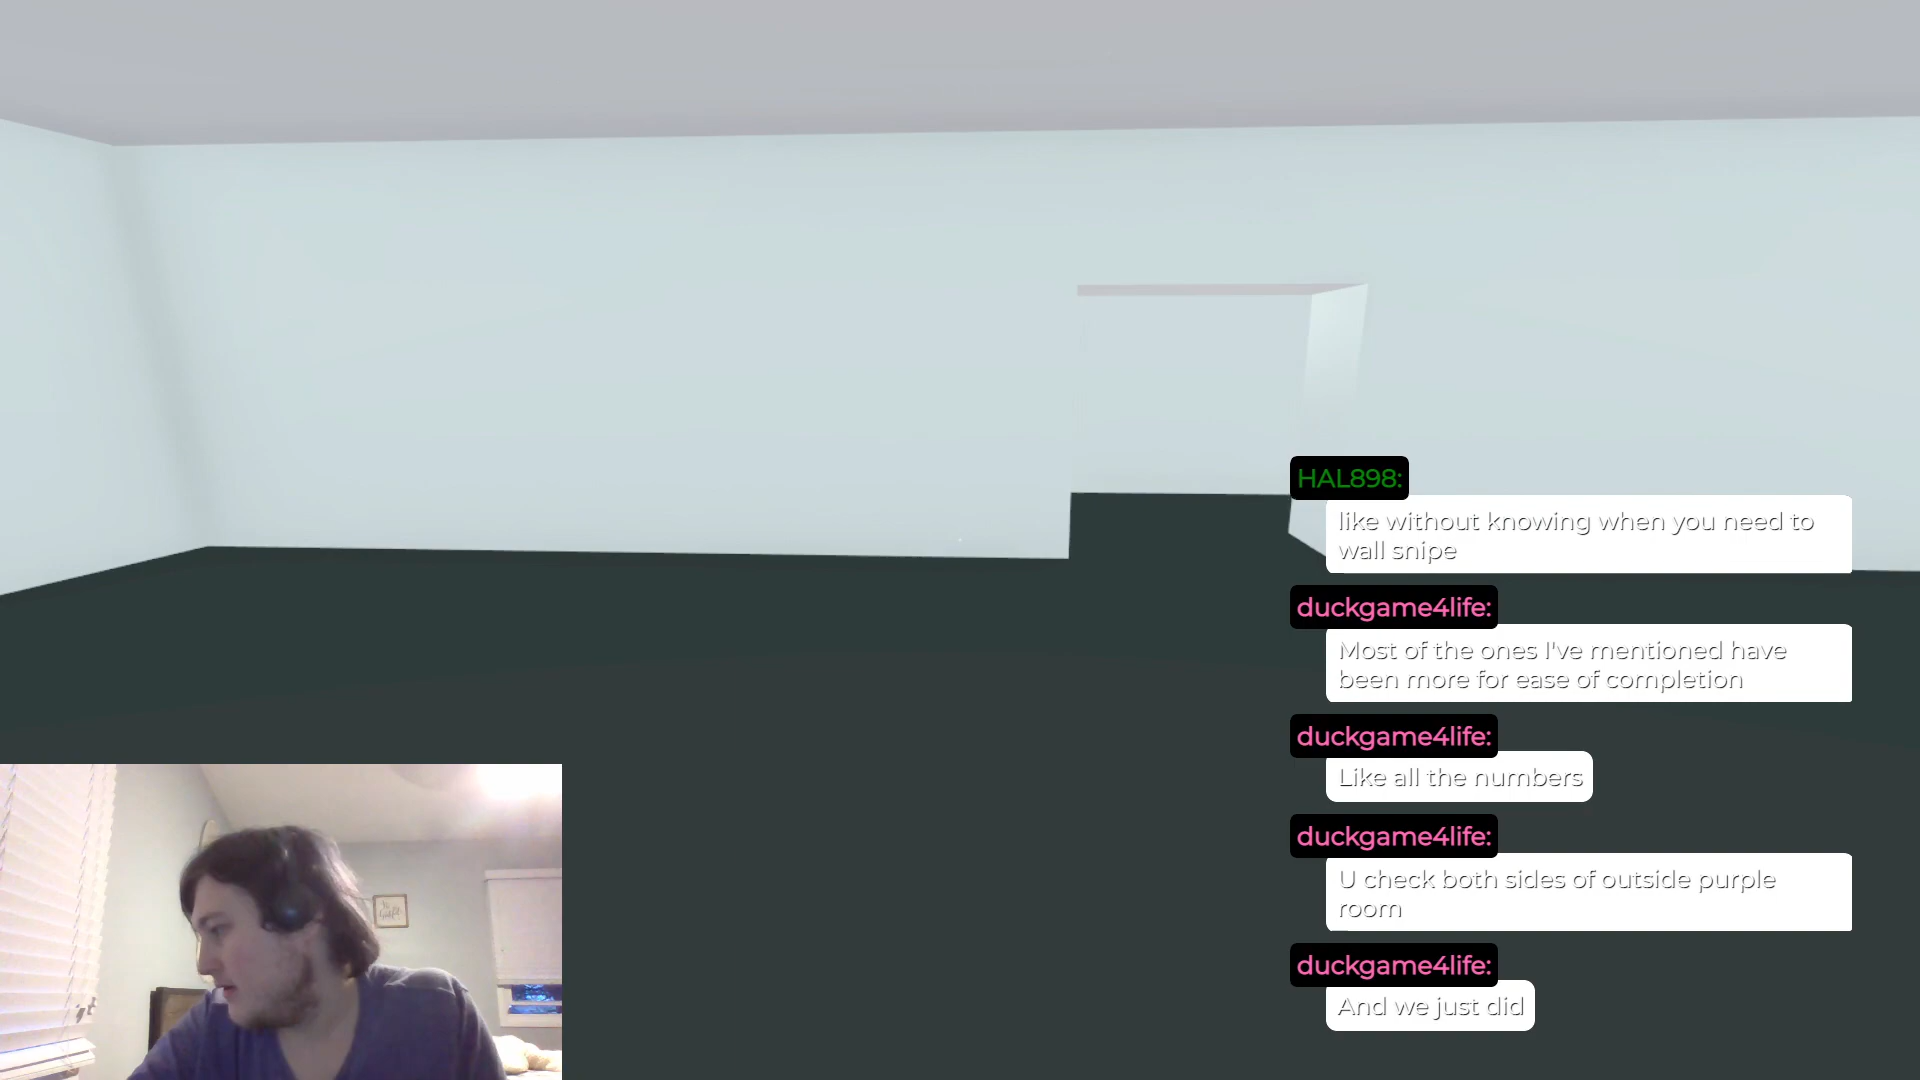 HAL898:
like without knowing when you need to
wall snipe
duckgame4life:
Most of the ones I've mentioned have
been more for ease of completion
duckgame4life:
Like all the numbers
duckgame4life:
U check both sides of outside purple
room
duckgame4life:
And we just did